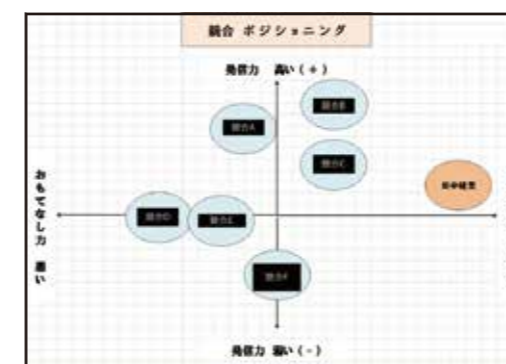 競合 ポジショニング
発信力 高い(+)
競合B
競合A
競合C
おもてなし力 悪い
競合D
競合E
競合F
発信力 弱い(-)